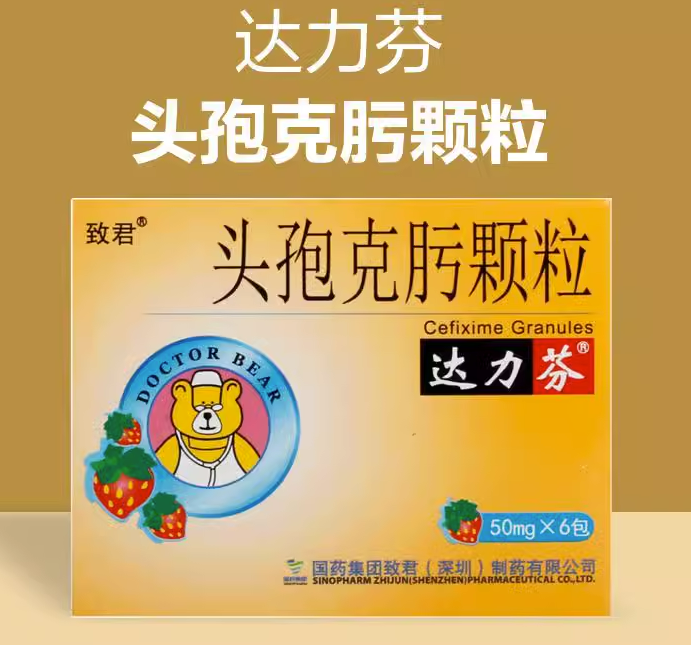 达力芬
头孢克肟颗粒
致君®
头孢克肟颗粒
Cefixime Granules
达力芬®
DOCTOR BEAR
50mg×6包
国药集团致君（深圳）制药有限公司
SINOPHARM ZHIJUN(SHENZHEN)PHARMACEUTICAL CO.,LTD.